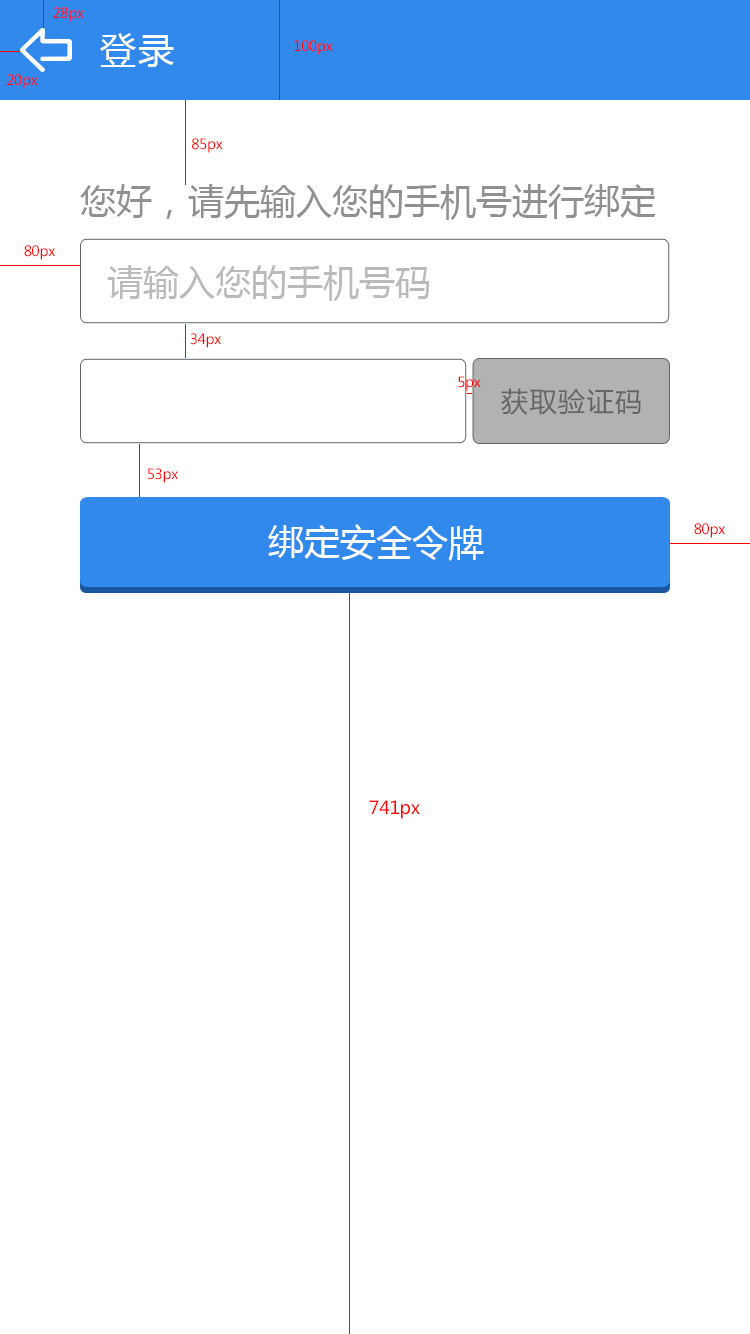 28px
登录
100px
20px
85px
您好，请先输入您的手机号进行绑定
80px
请输入您的手机号码
34px
5px
获取验证码
53px
绑定安全令牌
80px
741px